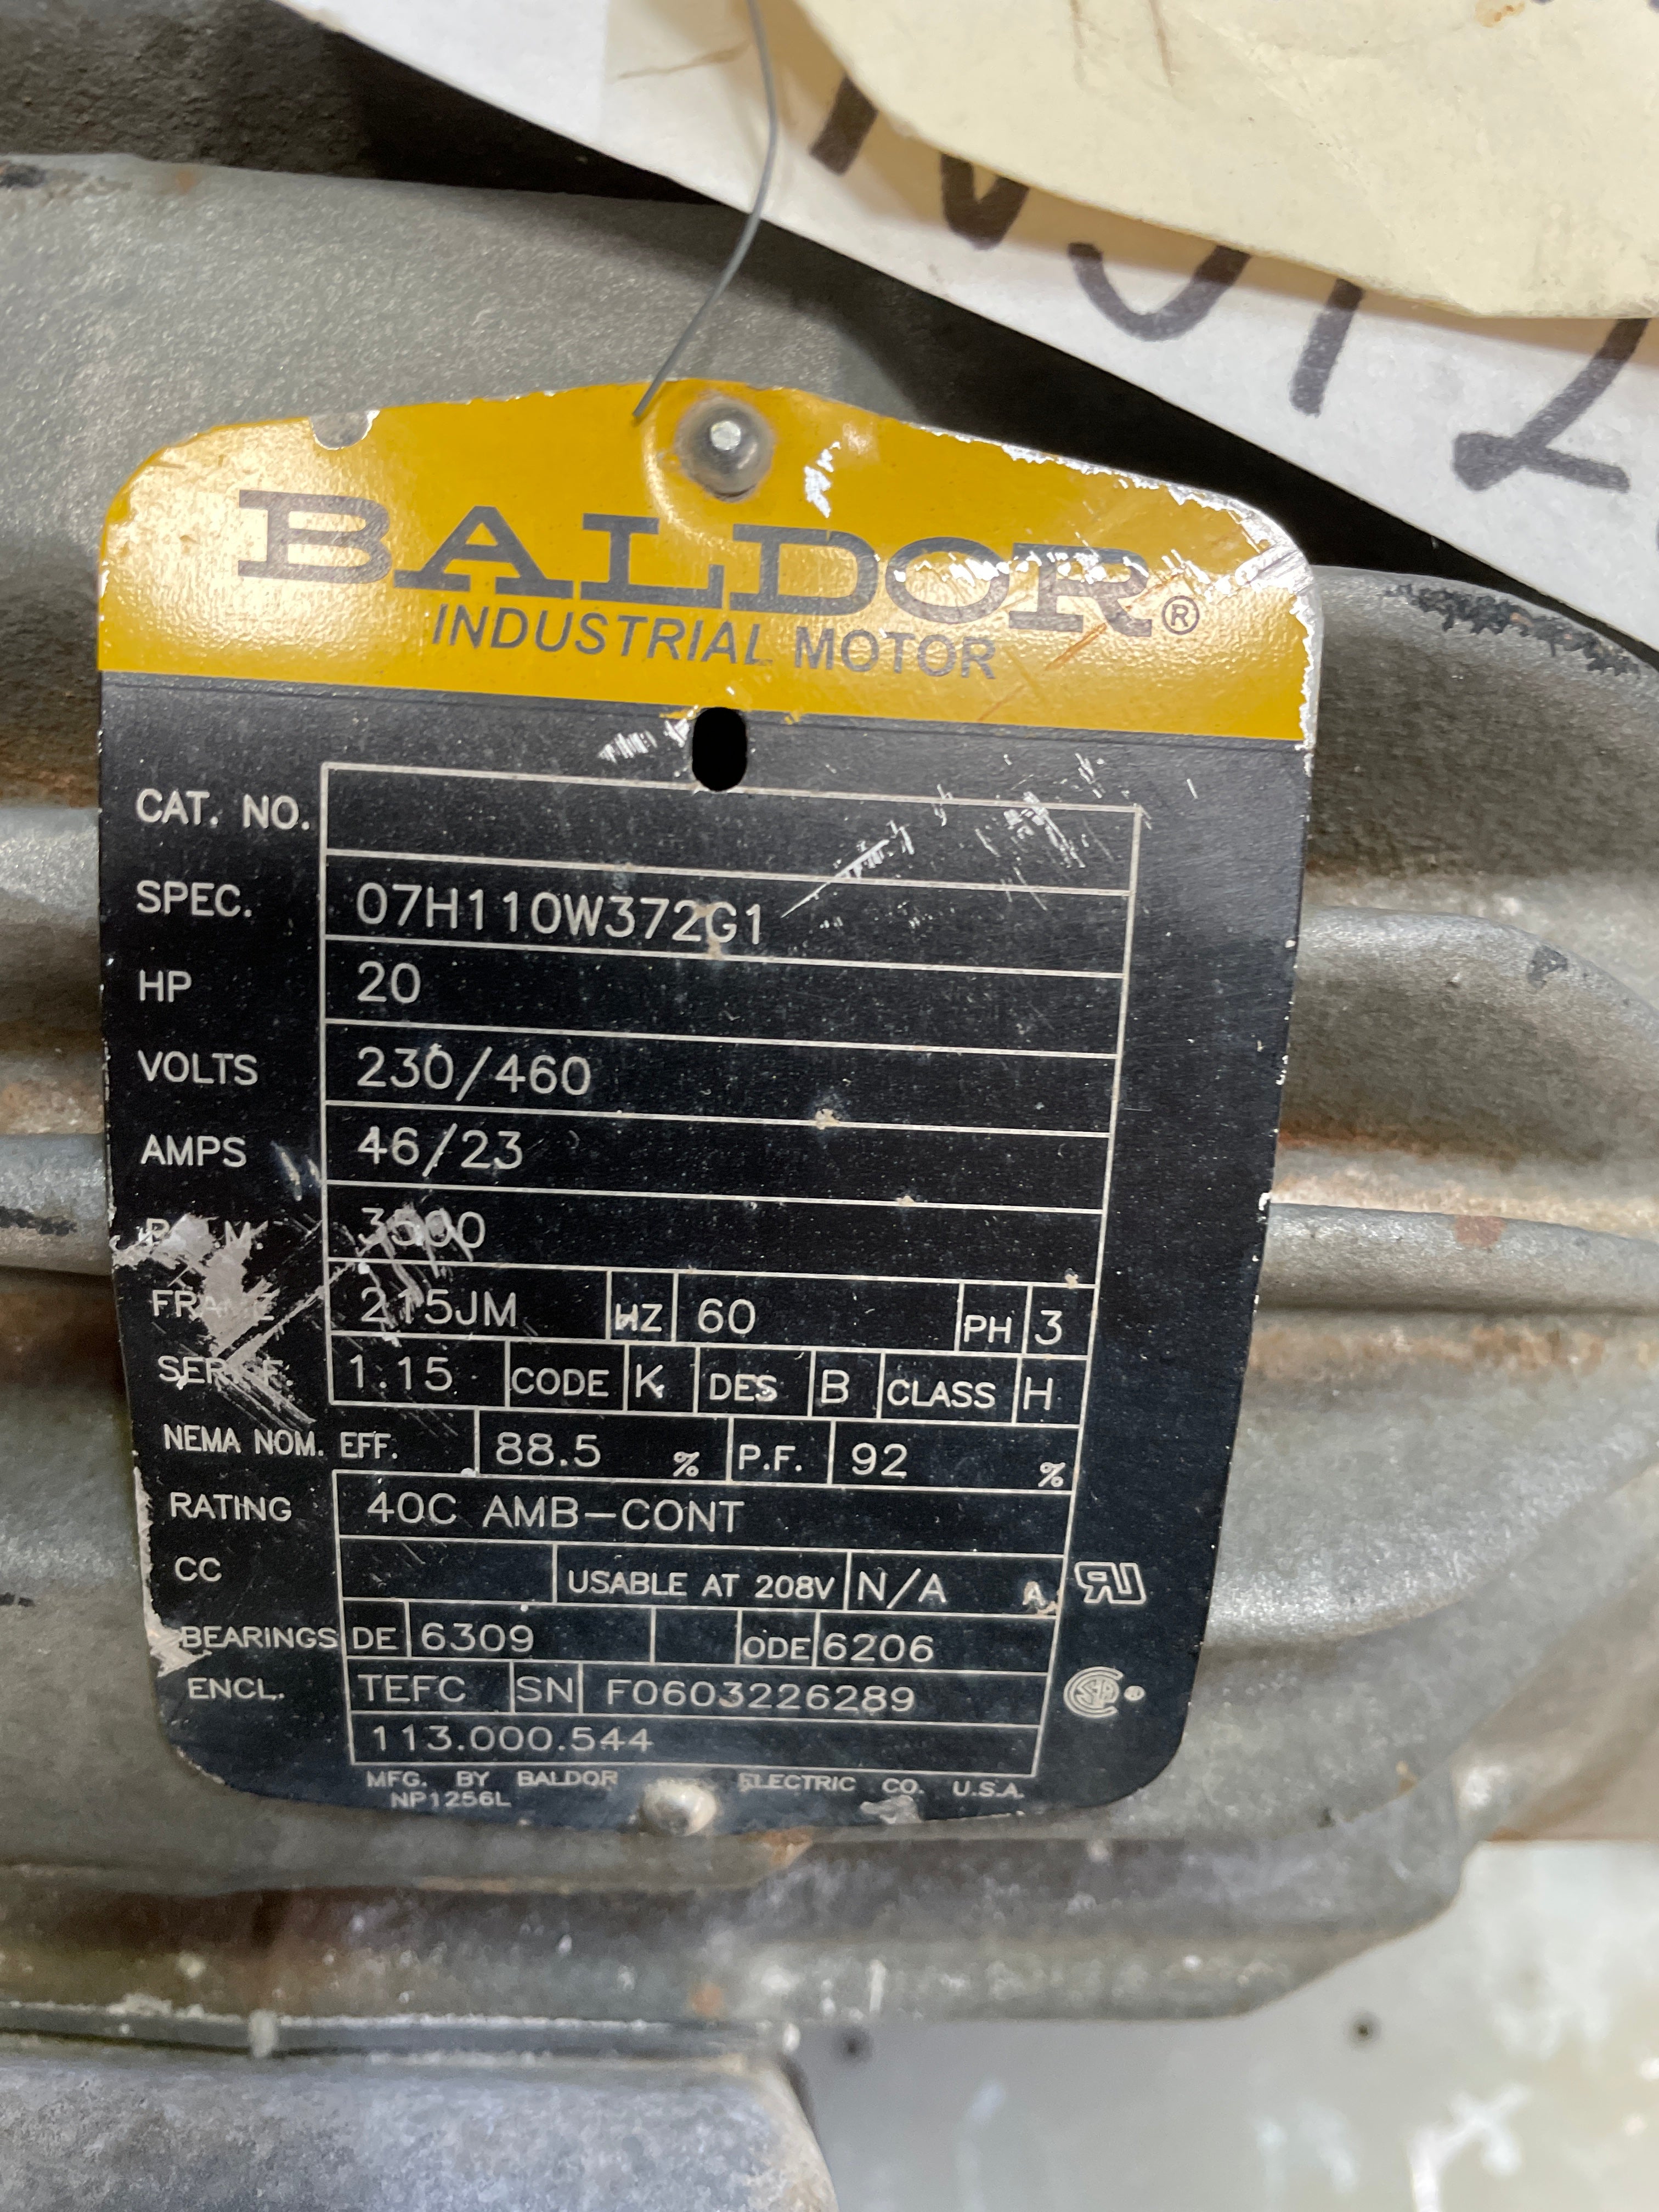 BALDOR®
INDUSTRIAL MOTOR
CAT. NO.
SPEC. 07H110W372G1
HP 20
VOLTS 230/460
AMPS 46/23
R.P.M. 3500
FRAME 215JM HZ 60 PH 3
SER.F. 1.15 CODE K DES B CLASS H
NEMA NOM. EFF. 88.5 % P.F. 92 %
RATING 40C AMB-CONT
CC USABLE AT 208V N/A A
BEARINGS DE 6309 ODE 6206
ENCL. TEFC SN F0603226289
113.000.544
MFG. BY BALDOR ELECTRIC CO. U.S.A.
NP1256L